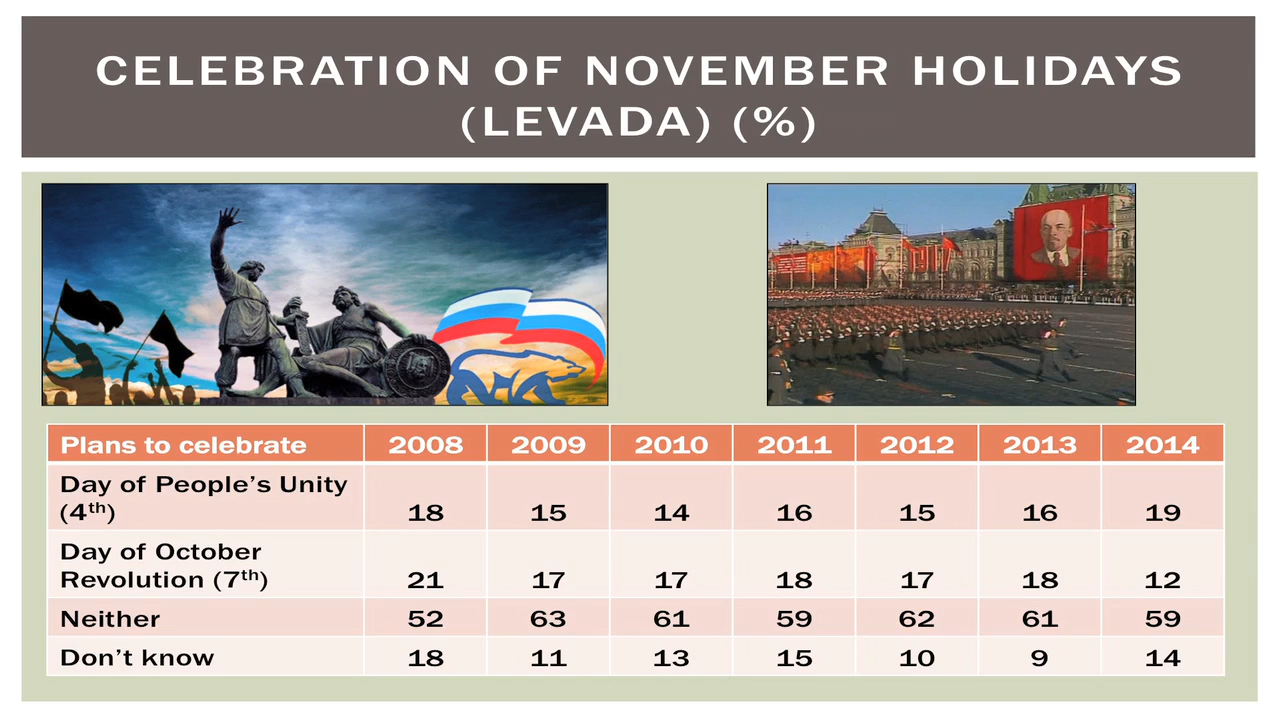 CELEBRATION OF NOVEMBER HOLIDAYS
(LEVADA) (%)
Plans to celebrate 2008 2009 2010 2011 2012 2013 2014
Day of People’s Unity
(4th) 18 15 14 16 15 16 19
Day of October
Revolution (7th) 21 17 17 18 17 18 12
Neither 52 63 61 59 62 61 59
Don’t know 18 11 13 15 10 9 14